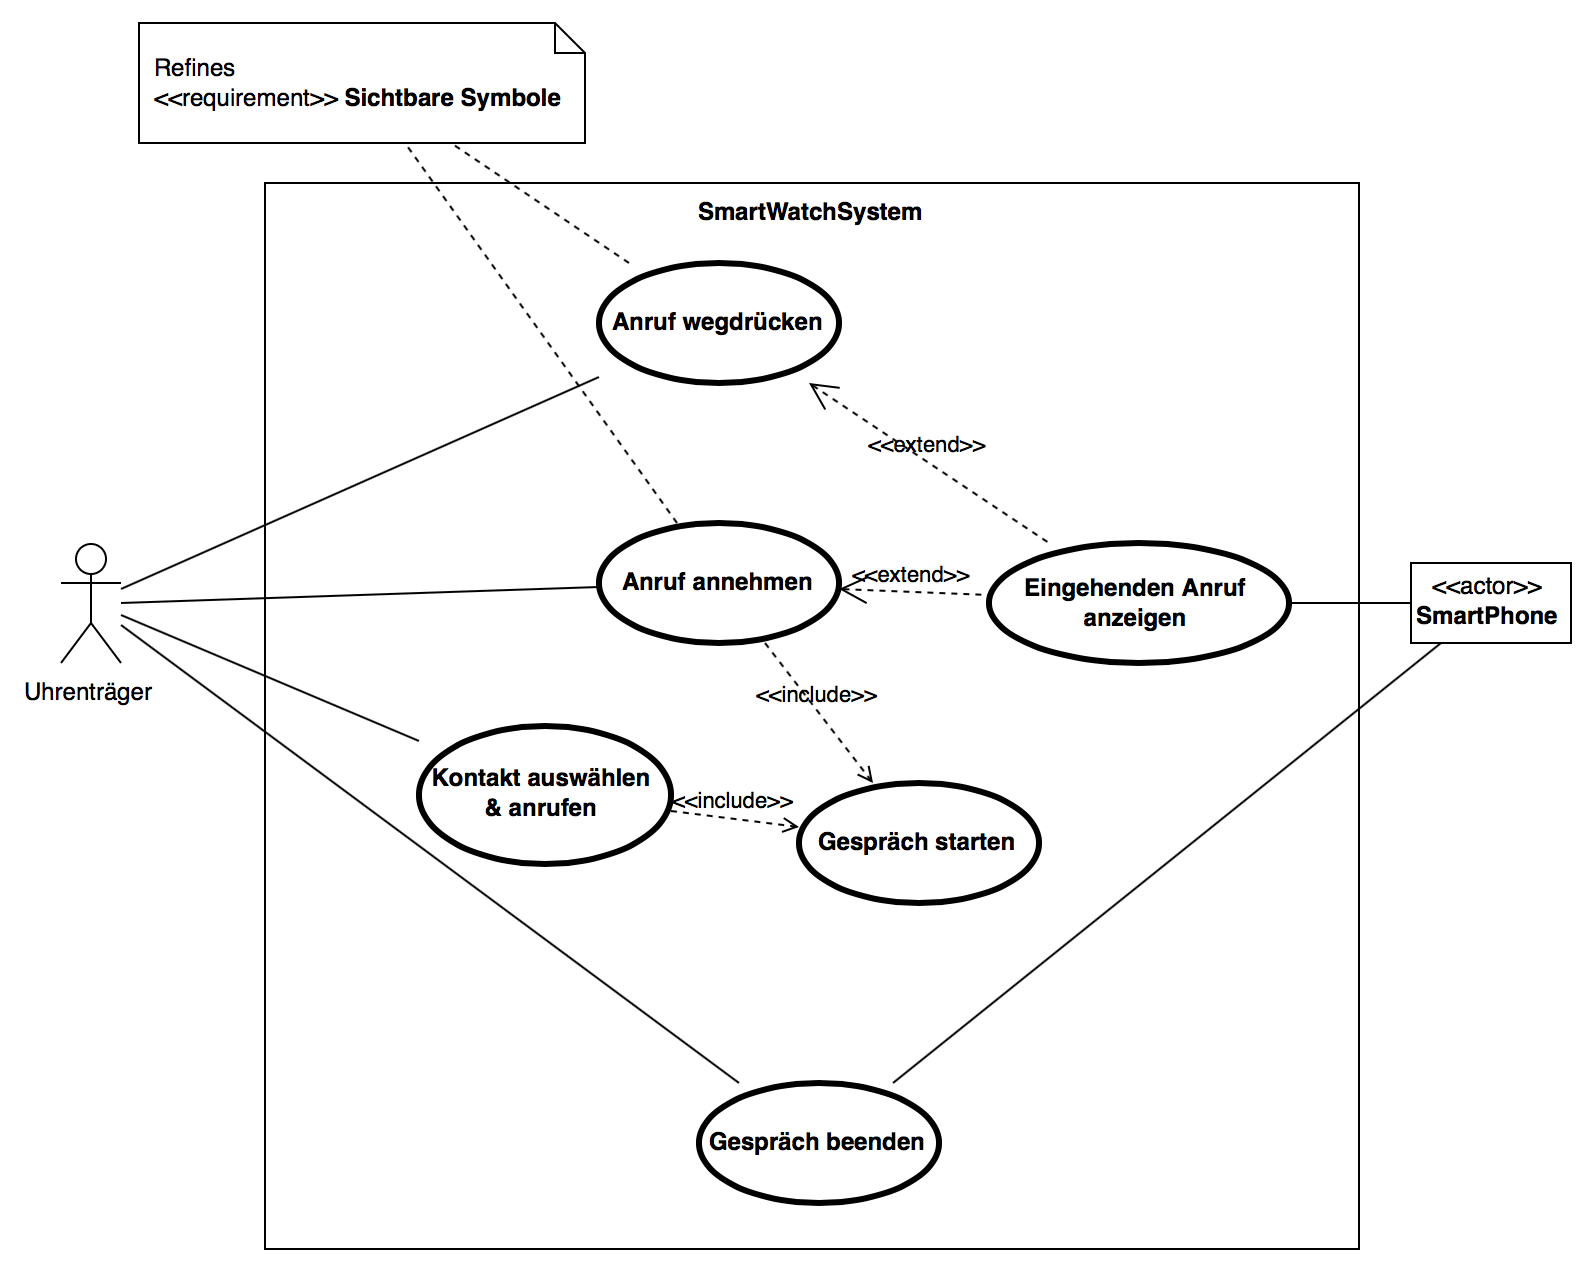 Refines
<<requirement>> Sichtbare Symbole
SmartWatchSystem
Anruf wegdrücken
<<extend>>
Anruf annehmen
<<extend>>
Eingehenden Anruf
anzeigen
<<actor>>
SmartPhone
Uhrenträger
<<include>>
Kontakt auswählen
& anrufen
<<include>>
Gespräch starten
Gespräch beenden